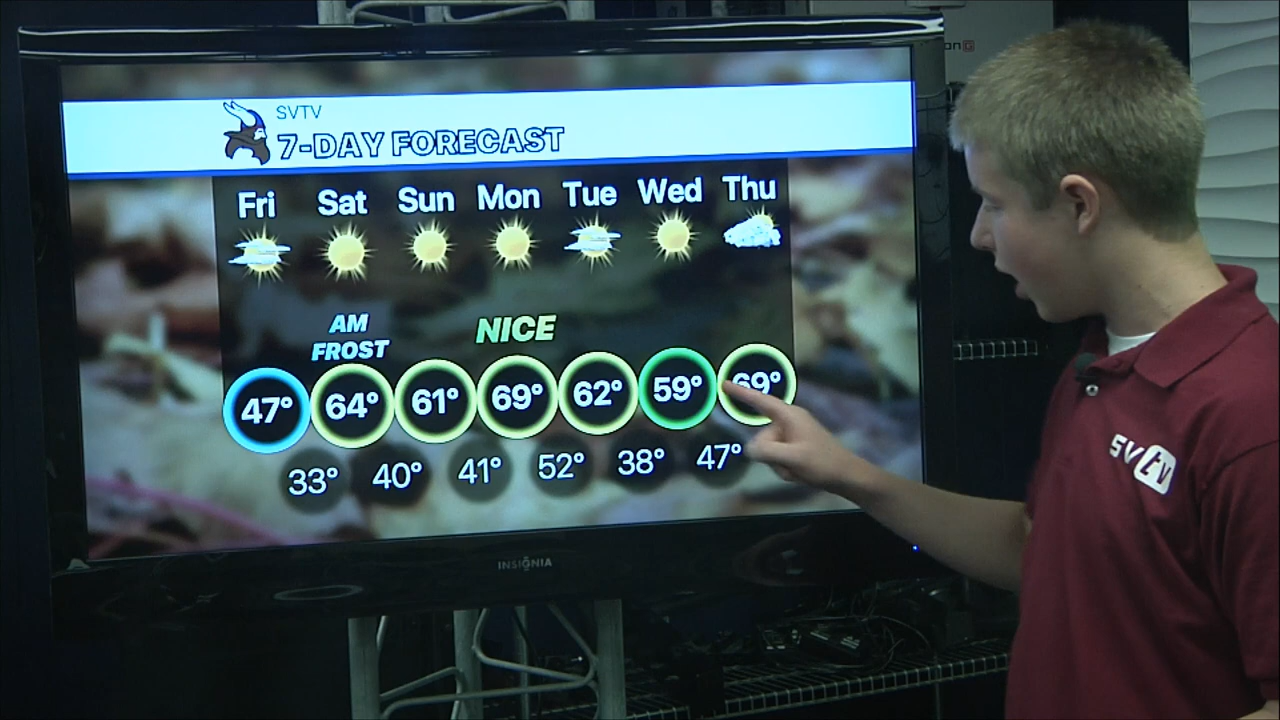 SVTV
7-DAY FORECAST
Fri Sat Sun Mon Tue Wed Thu
AM
FROST
NICE
47° 64° 61° 69° 62° 59° 69°
33° 40° 41° 52° 38° 47°
INSIGNIA
SVtv